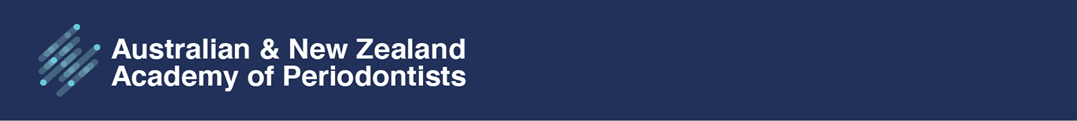 Australian & New Zealand
Academy of Periodontists